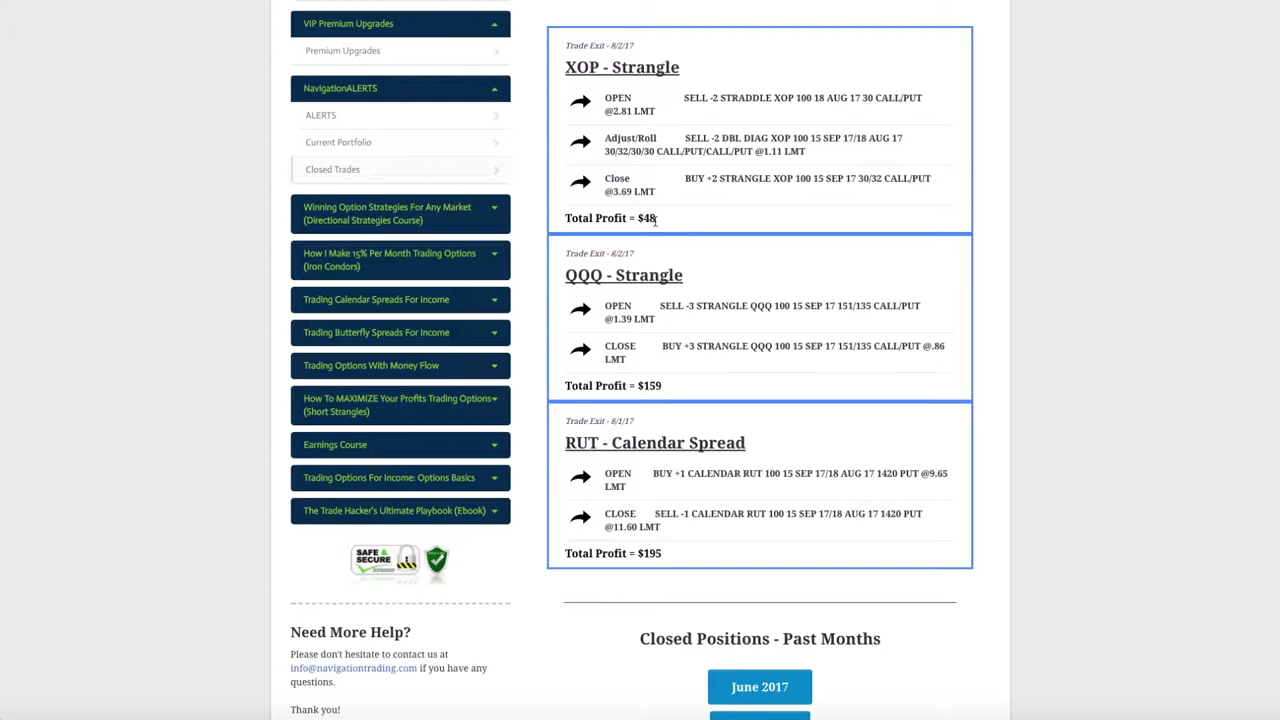 VIP Premium Upgrades
Premium Upgrades
NavigationALERTS
ALERTS
Current Portfolio
Closed Trades
Winning Option Strategies For Any Market
(Directional Strategies Course)
How I Make 15% Per Month Trading Options
(Iron Condors)
Trading Calendar Spreads For Income
Trading Butterfly Spreads For Income
Trading Options With Money Flow
How To MAXIMIZE Your Profits Trading Options
(Short Strangles)
Earnings Course
Trading Options For Income: Options Basics
The Trade Hacker's Ultimate Playbook (Ebook)
SAFE &
SECURE
Need More Help?
Please don't hesitate to contact us at
info@navigationtrading.com if you have any
questions.
Thank you!
Trade Exit - 8/2/17
XOP - Strangle
OPEN SELL -2 STRADDLE XOP 100 18 AUG 17 30 CALL/PUT
@2.81 LMT
Adjust/Roll SELL -2 DBL DIAG XOP 100 15 SEP 17/18 AUG 17
30/32/30/30 CALL/PUT/CALL/PUT @1.11 LMT
Close BUY +2 STRANGLE XOP 100 15 SEP 17 30/32 CALL/PUT
@3.69 LMT
Total Profit = $48
Trade Exit - 8/2/17
QQQ - Strangle
OPEN SELL -3 STRANGLE QQQ 100 15 SEP 17 151/135 CALL/PUT
@1.39 LMT
CLOSE BUY +3 STRANGLE QQQ 100 15 SEP 17 151/135 CALL/PUT @.86
LMT
Total Profit = $159
Trade Exit - 8/1/17
RUT - Calendar Spread
OPEN BUY +1 CALENDAR RUT 100 15 SEP 17/18 AUG 17 1420 PUT @9.65
LMT
CLOSE SELL -1 CALENDAR RUT 100 15 SEP 17/18 AUG 17 1420 PUT
@11.60 LMT
Total Profit = $195
Closed Positions - Past Months
June 2017